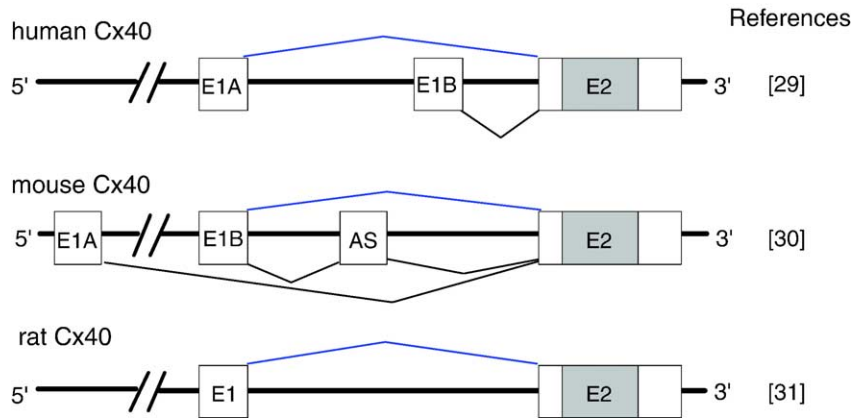 References
human Cx40
5' E1A E1B E2 3' [29]
mouse Cx40
5' E1A E1B AS E2 3' [30]
rat Cx40
5' E1 E2 3' [31]